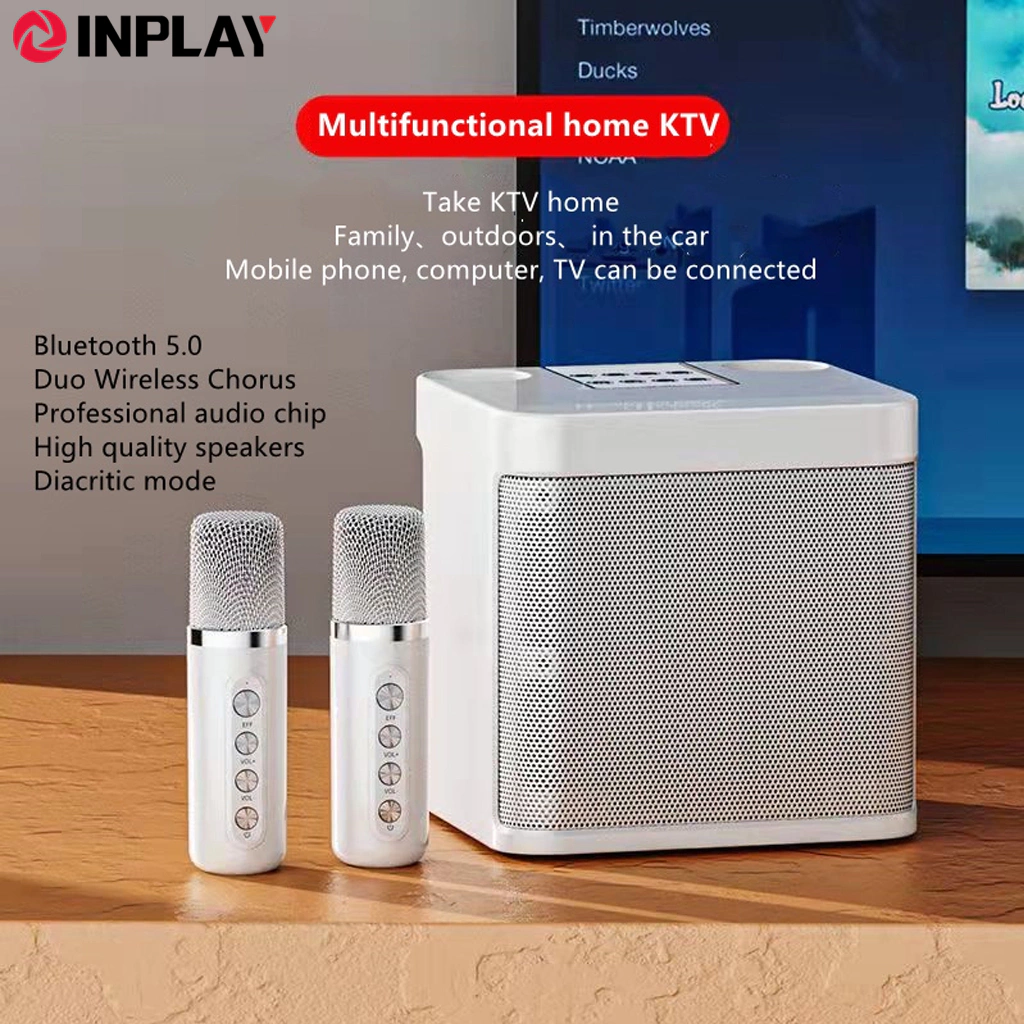 INPLAY
Timberwolves
Ducks
Multifunctional home KTV
NOAA
Take KTV home
Family、outdoors、 in the car
Mobile phone, computer, TV can be connected
Twitter
Bluetooth 5.0
Duo Wireless Chorus
Professional audio chip
High quality speakers
Diacritic mode
EFF
VOL+
VOL
EFF
VOL+
VOL-